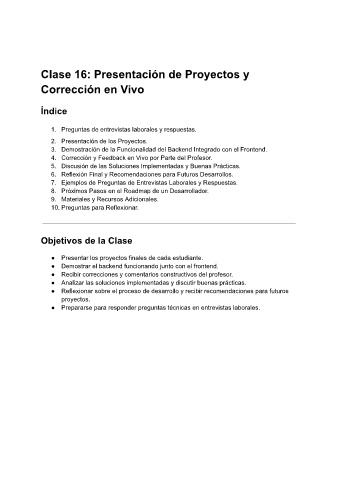 Clase 16: Presentación de Proyectos y
Corrección en Vivo
Índice
1. Preguntas de entrevistas laborales y respuestas.
2. Presentación de los Proyectos.
3. Demostración de la Funcionalidad del Backend Integrado con el Frontend.
4. Corrección y Feedback en Vivo por Parte del Profesor.
5. Discusión de las Soluciones Implementadas y Buenas Prácticas.
6. Reflexión Final y Recomendaciones para Futuros Desarrollos.
7. Ejemplos de Preguntas de Entrevistas Laborales y Respuestas.
8. Próximos Pasos en el Roadmap de un Desarrollador.
9. Materiales y Recursos Adicionales.
10. Preguntas para Reflexionar.
Objetivos de la Clase
● Presentar los proyectos finales de cada estudiante.
● Demostrar el backend funcionando junto con el frontend.
● Recibir correcciones y comentarios constructivos del profesor.
● Analizar las soluciones implementadas y discutir buenas prácticas.
● Reflexionar sobre el proceso de desarrollo y recibir recomendaciones para futuros
proyectos.
● Prepararse para responder preguntas técnicas en entrevistas laborales.